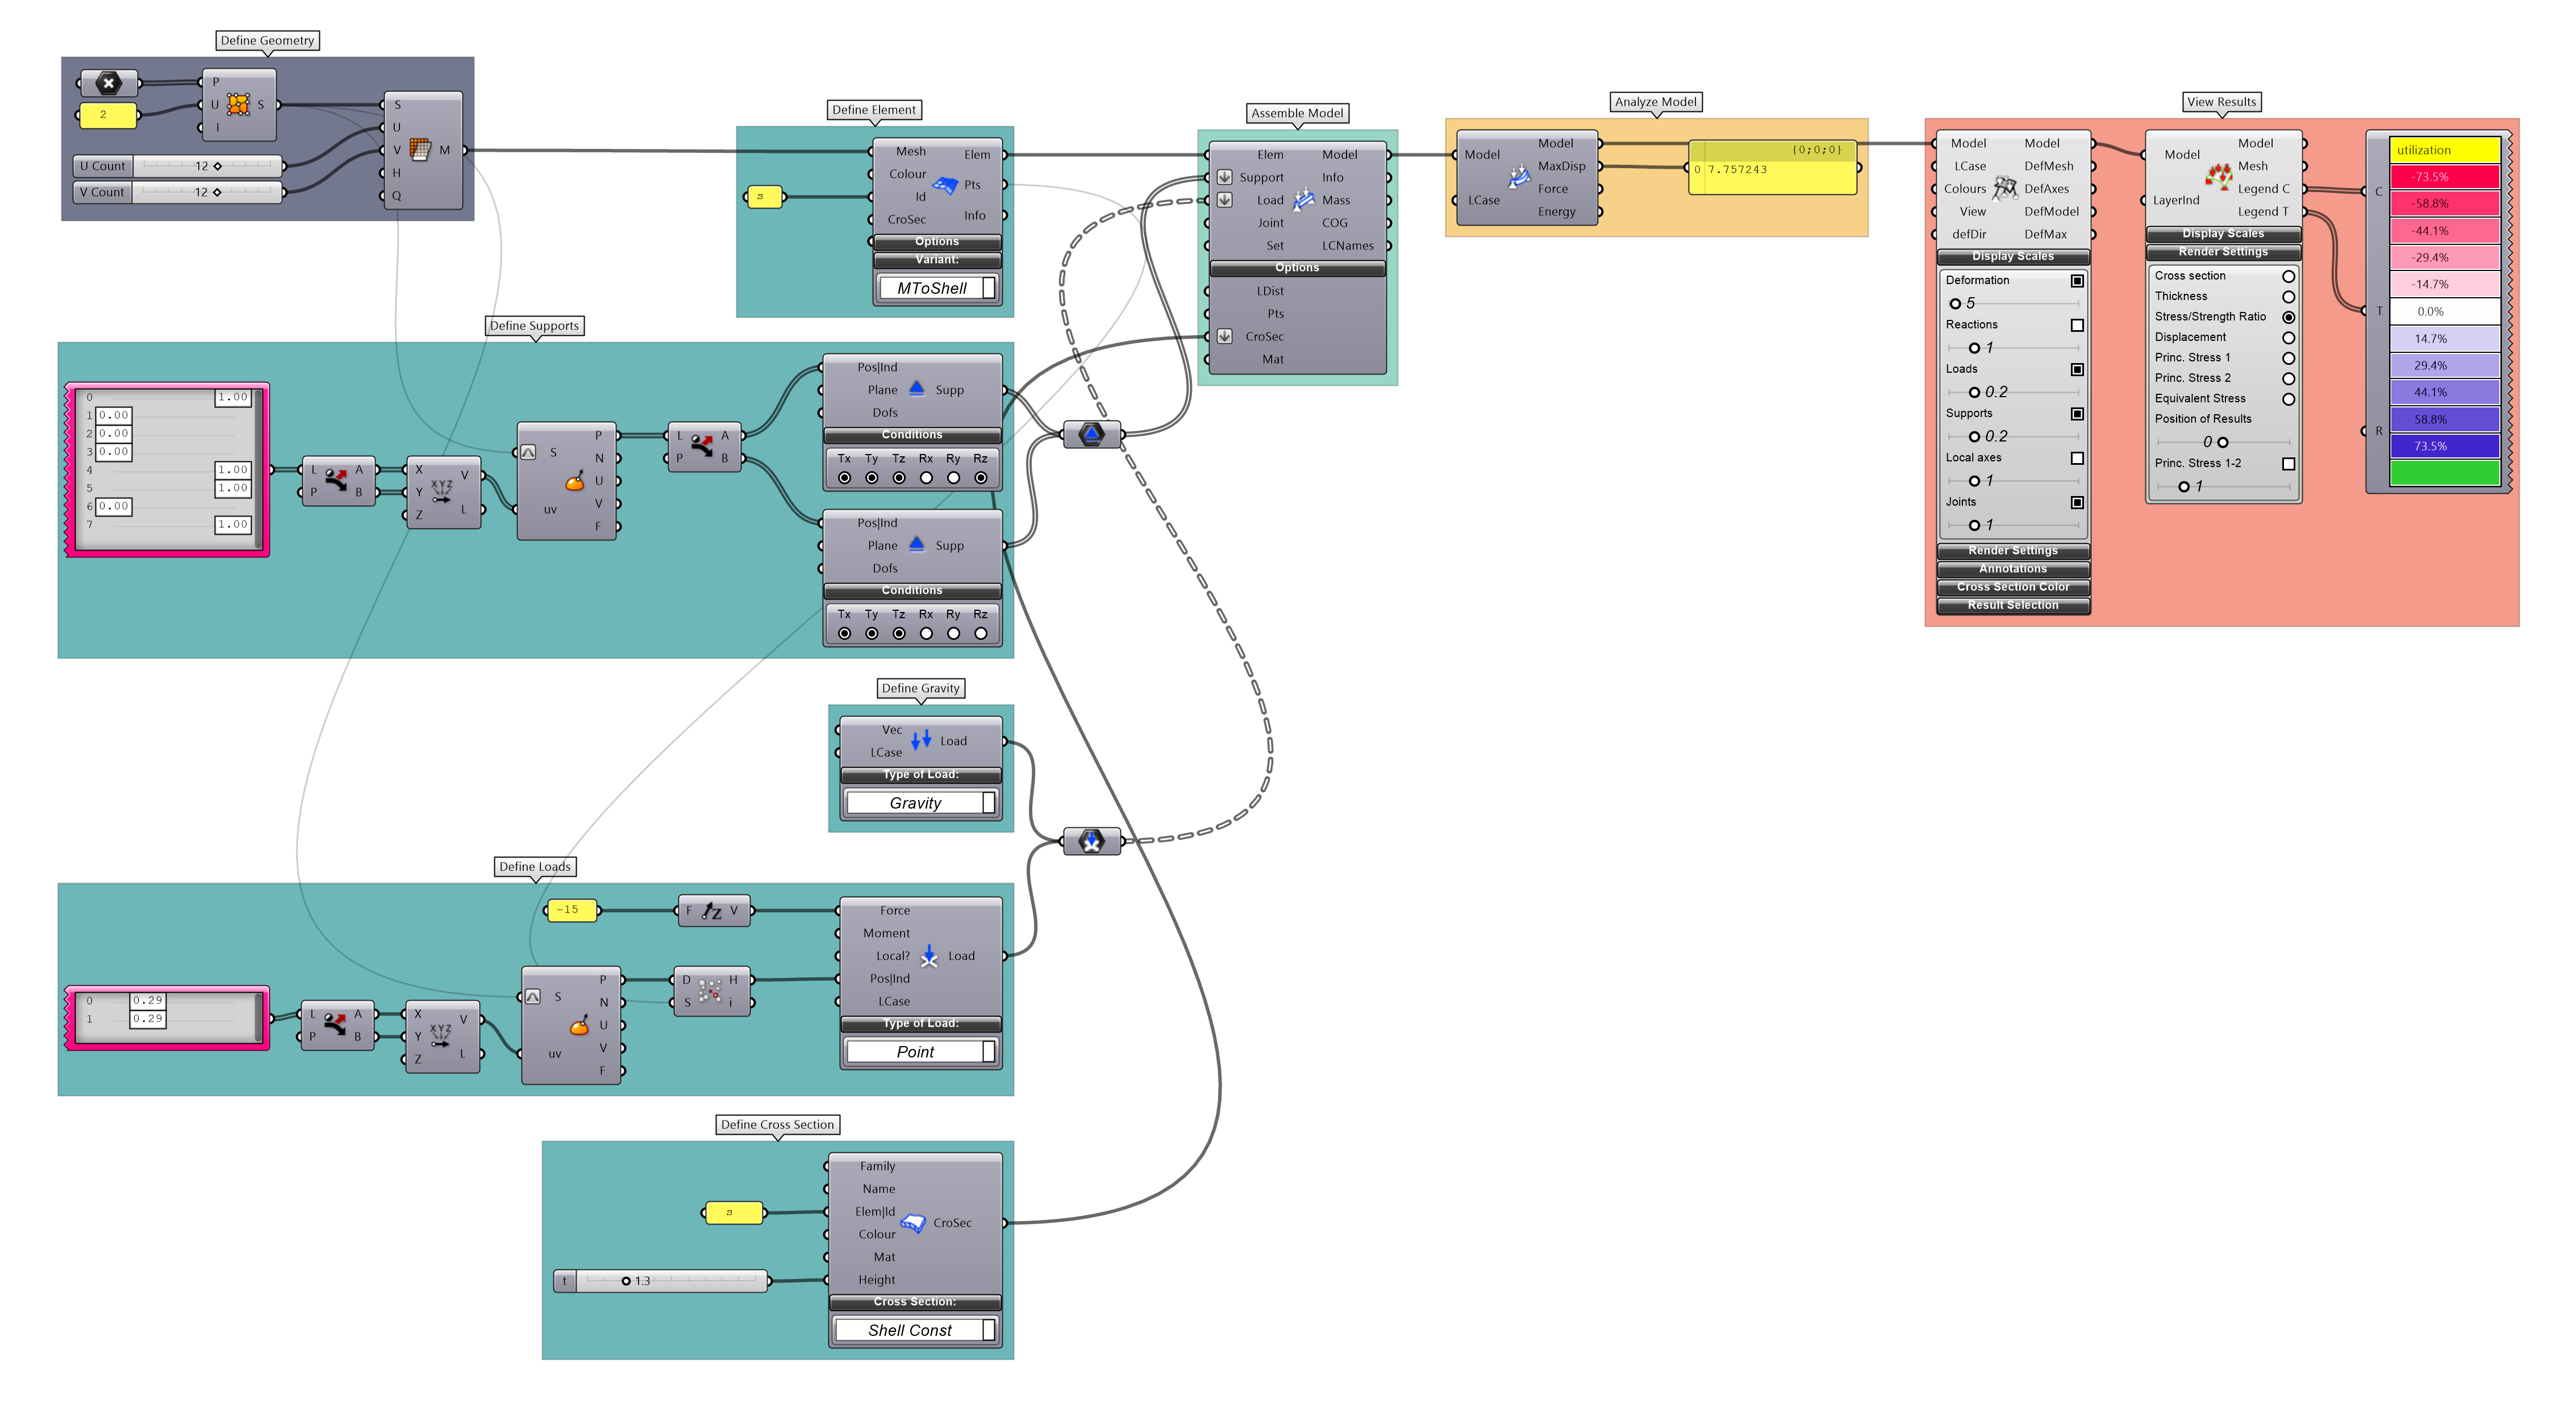 Define Geometry
P
U S
I
2
S
U
V M
H
Q
U Count 12
V Count 12
Define Element
Mesh Elem
Colour
Pts
Id
Info
CroSec
Options
Variant:
MToShell
s
Assemble Model
Elem Model
Support Info
Load Mass
Joint COG
Set LCNames
Options
LDist
Pts
CroSec
Mat
Analyze Model
Model Model
MaxDisp
Force
LCase Energy
{0;0;0}
0 7.757243
View Results
Model Model
LCase DefMesh
Colours DefAxes
View DefModel
defDir DefMax
Display Scales
Deformation
5
Reactions
1
Loads
0.2
Supports
0.2
Local axes
1
Joints
1
Render Settings
Annotations
Cross Section Color
Result Selection
Model
Model Mesh
Legend C
LayerInd Legend T
Display Scales
Render Settings
Cross section
Thickness
Stress/Strength Ratio
Displacement
Princ. Stress 1
Princ. Stress 2
Equivalent Stress
Position of Results
0
Princ. Stress 1-2
1
C
T
R
utilization
-73.5%
-58.8%
-44.1%
-29.4%
-14.7%
0.0%
14.7%
29.4%
44.1%
58.8%
73.5%
Define Supports
0 1.00
1 0.00
2 0.00
3 0.00
4 1.00
5 1.00
6 0.00
7 1.00
L A
P B
X V
Y XYZ
Z L
S P
N
U
uv V
F
L A
P B
Pos|Ind
Plane Supp
Dofs
Conditions
Tx Ty Tz Rx Ry Rz
Pos|Ind
Plane Supp
Dofs
Conditions
Tx Ty Tz Rx Ry Rz
Define Gravity
Vec
Load
LCase
Type of Load:
Gravity
Define Loads
-15
F Z V
0 0.29
1 0.29
L A
P B
X V
Y XYZ
Z L
S P
N
U
uv V
F
D H
S i
Force
Moment
Local? Load
Pos|Ind
LCase
Type of Load:
Point
Define Cross Section
s
t 1.3
Family
Name
Elem|Id
CroSec
Colour
Mat
Height
Cross Section:
Shell Const